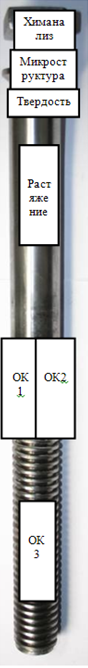 Химана
лиз
Микрост
руктура
Твердость
Раст
яже
ние
ОК
1
ОК2
ОК
3